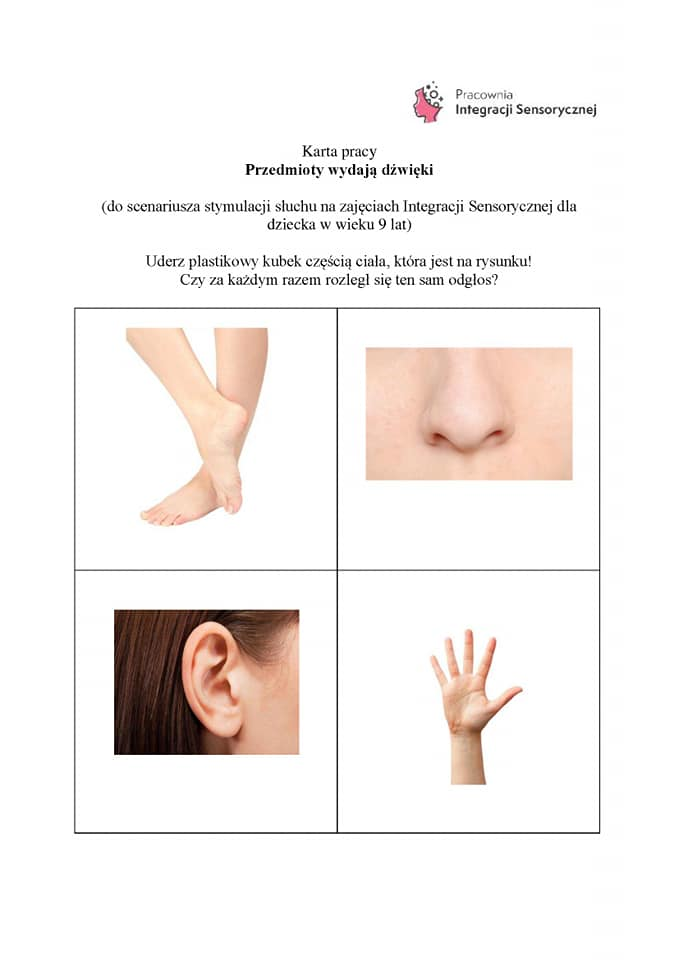 Pracownia
Integracji Sensorycznej
Karta pracy
Przedmioty wydają dźwięki
(do scenariusza stymulacji słuchu na zajęciach Integracji Sensorycznej dla
dziecka w wieku 9 lat)
Uderz plastikowy kubek częścią ciała, która jest na rysunku!
Czy za każdym razem rozległ się ten sam odgłos?